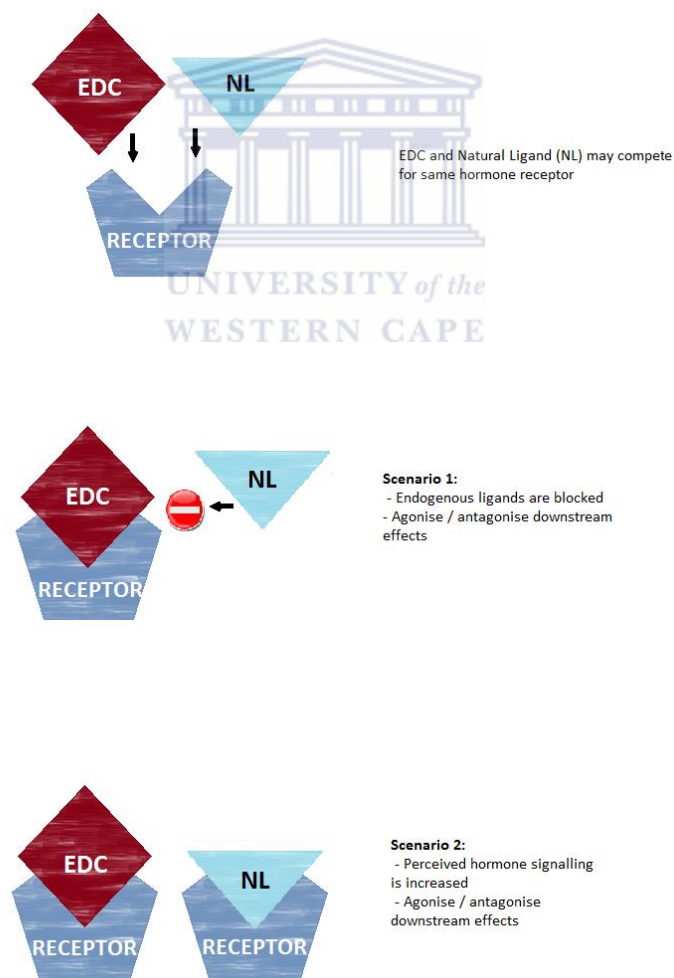 EDC
NL
EDC and Natural Ligand (NL) may compete
for same hormone receptor
RECEPTOR
UNIVERSITY of the
WESTERN CAPE
EDC
NL
RECEPTOR
Scenario 1:
- Endogenous ligands are blocked
- Agonise / antagonise downstream
effects
EDC
NL
RECEPTOR
RECEPTOR
Scenario 2:
- Perceived hormone signalling
is increased
- Agonise / antagonise
downstream effects